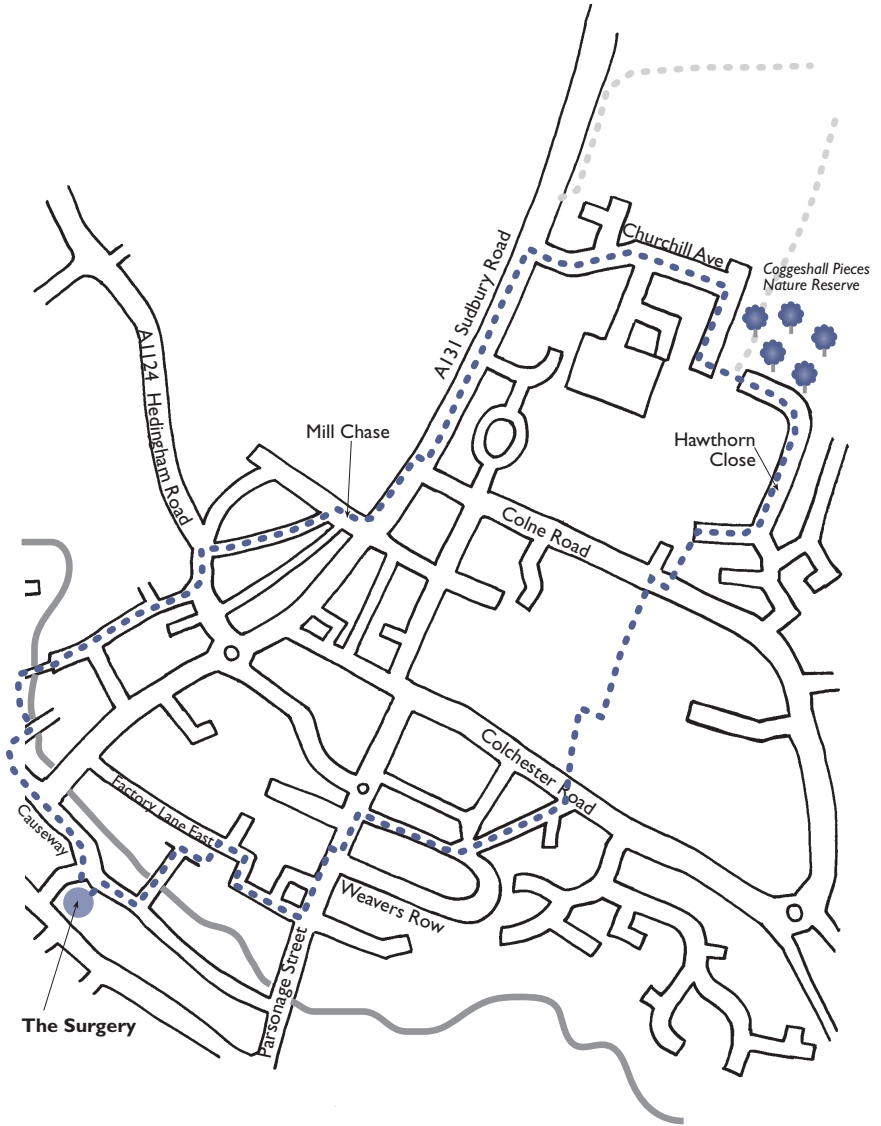 Churchill Ave
A131 Sudbury Road
Coggeshall Pieces
Nature Reserve
A1124 Hedingham Road
Mill Chase
Hawthorn
Close
Colne Road
Colchester Road
Factory Lane East
Causeway
Weavers Row
Parsonage Street
The Surgery